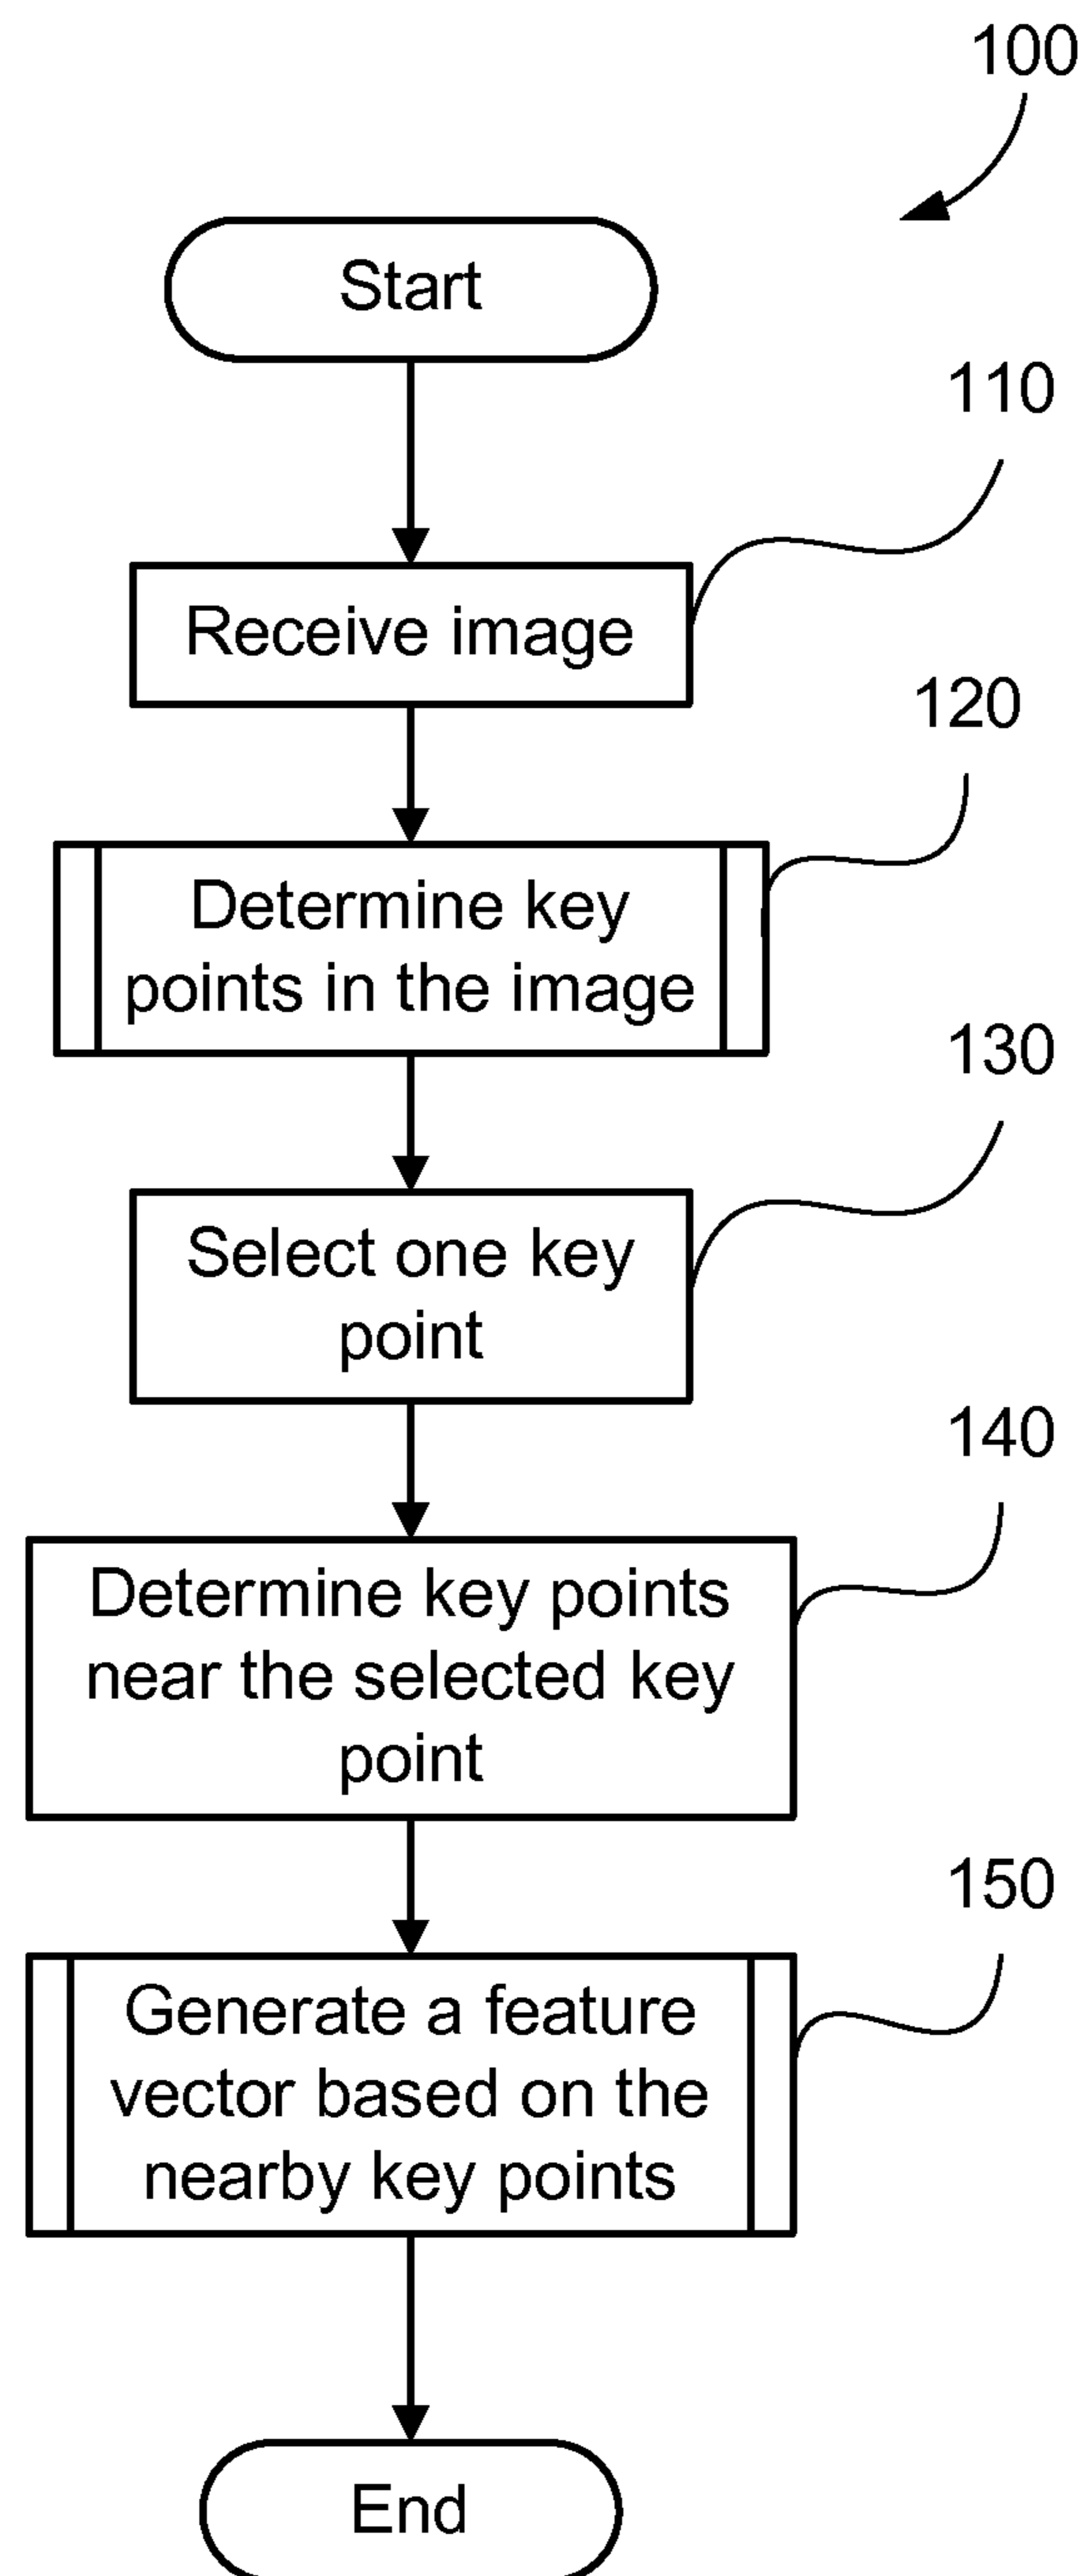 100
Start
110
Receive image
120
Determine key
points in the image
130
Select one key
point
140
Determine key points
near the selected key
point
150
Generate a feature
vector based on the
nearby key points
End